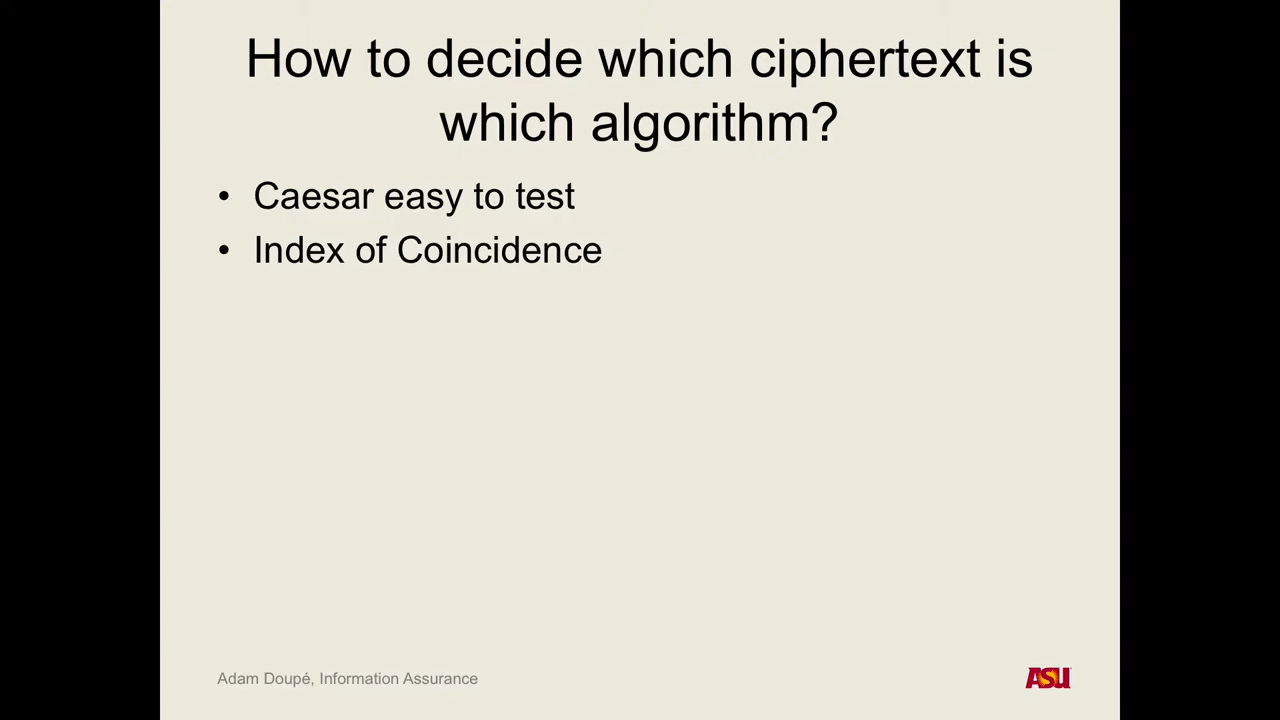 How to decide which ciphertext is
which algorithm?
• Caesar easy to test
• Index of Coincidence
Adam Doupé, Information Assurance
ASU